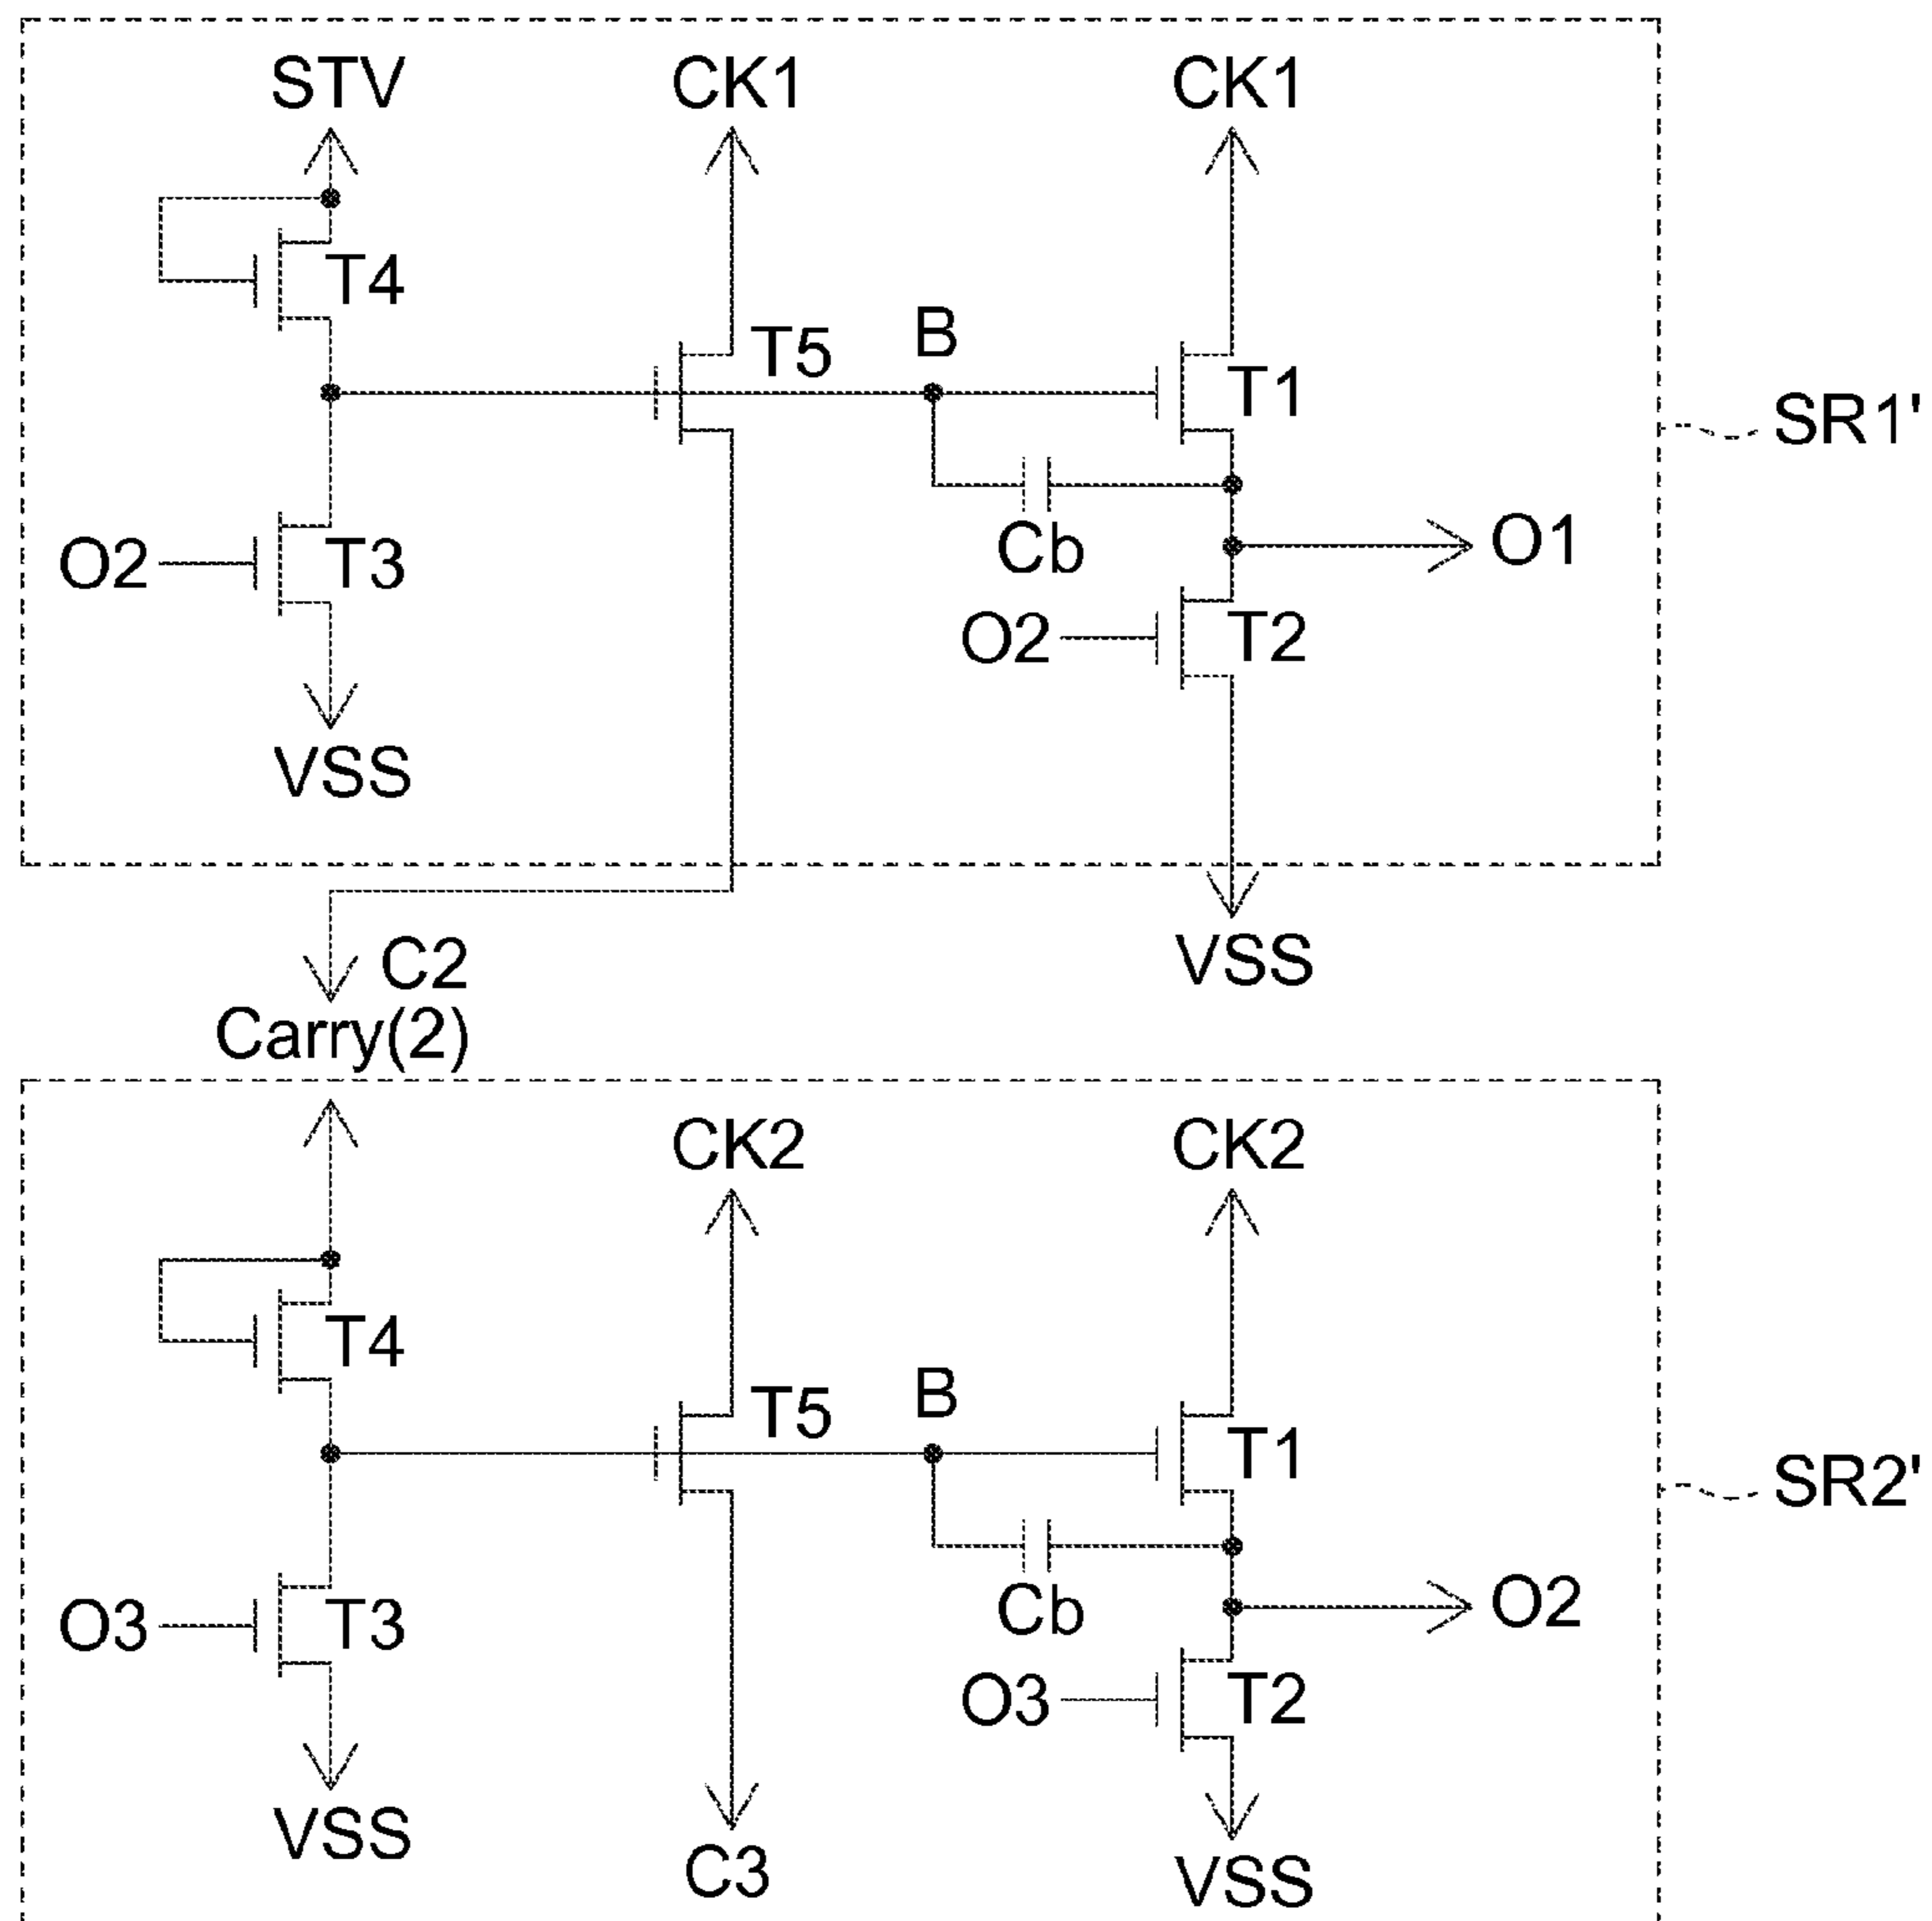 STV
CK1
CK1
T4
T5
B
T1
SR1'
O2
T3
Cb
O1
O2
T2
VSS
C2
VSS
Carry(2)
CK2
CK2
T4
T5
B
T1
SR2'
O3
T3
Cb
O2
O3
T2
VSS
C3
VSS